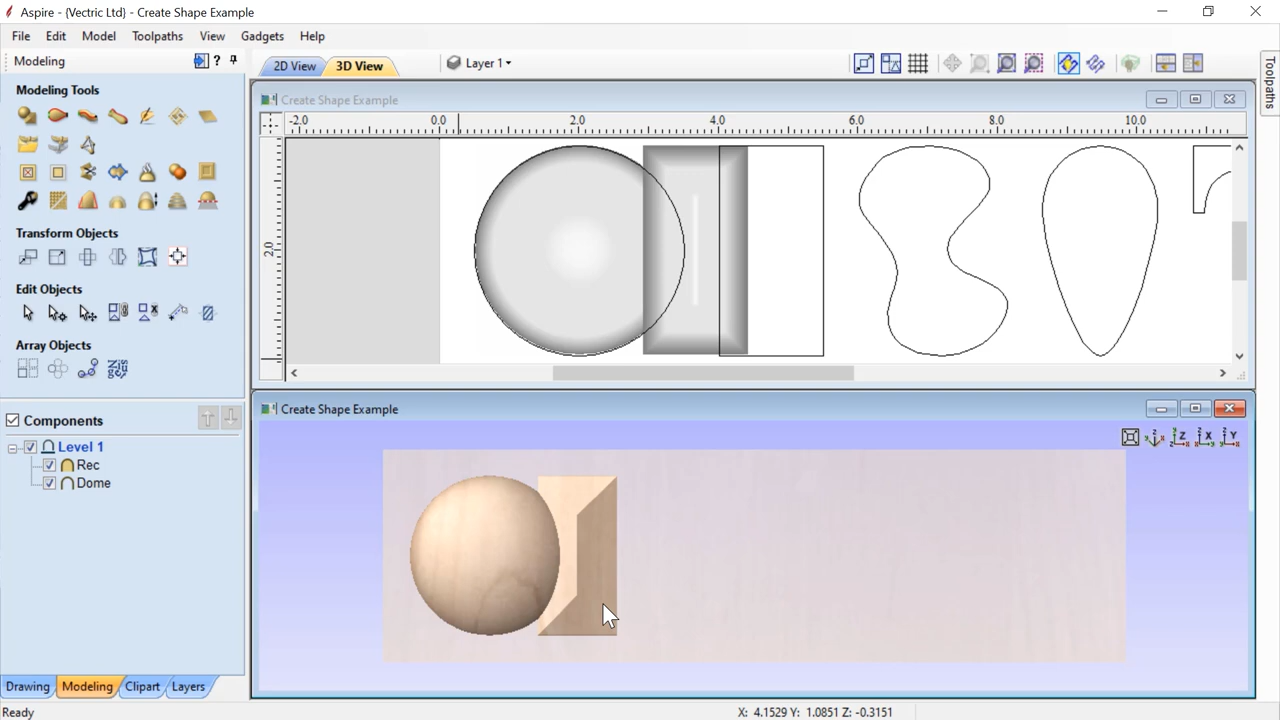 Aspire - {Vectric Ltd} - Create Shape Example
File Edit Model Toolpaths View Gadgets Help
Modeling
2D View 3D View Layer 1
Toolpaths
Modeling Tools
Create Shape Example
-2.0 0.0 2.0 4.0 6.0 8.0 10.0
2.0
Transform Objects
Edit Objects
Array Objects
Components
Level 1
Rec
Dome
Create Shape Example
Z X Y
Drawing Modeling Clipart Layers
Ready
X: 4.1529 Y: 1.0851 Z: -0.3151